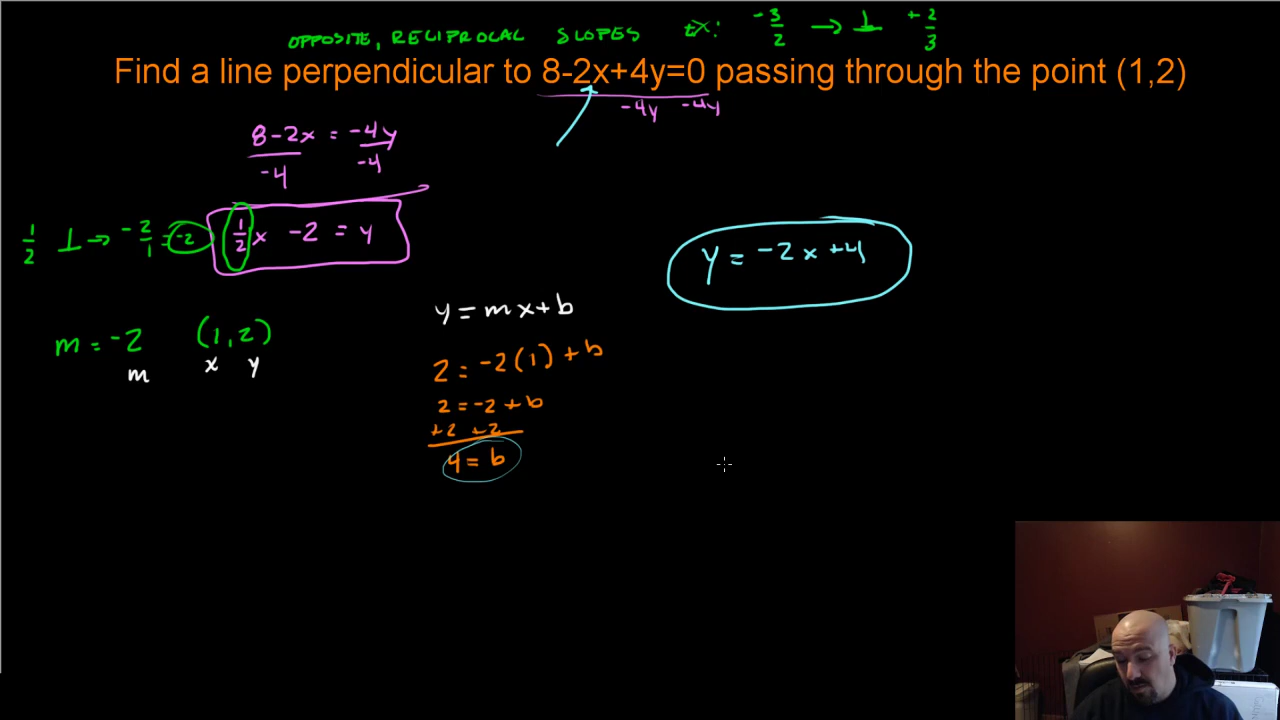 OPPOSITE, RECIPROCAL SLOPES EX: -3/2 → ⊥ +2/3
Find a line perpendicular to 8-2x+4y=0 passing through the point (1,2)
-4y -4y
8-2x = -4y
-4 -4
1/2 x -2 = y
1/2 ⊥ → -2/1 = -2
y = -2x+4
y = mx+b
m = -2 (1,2)
m x y
2 = -2(1) + b
2 = -2 + b
+2 +2
4 = b